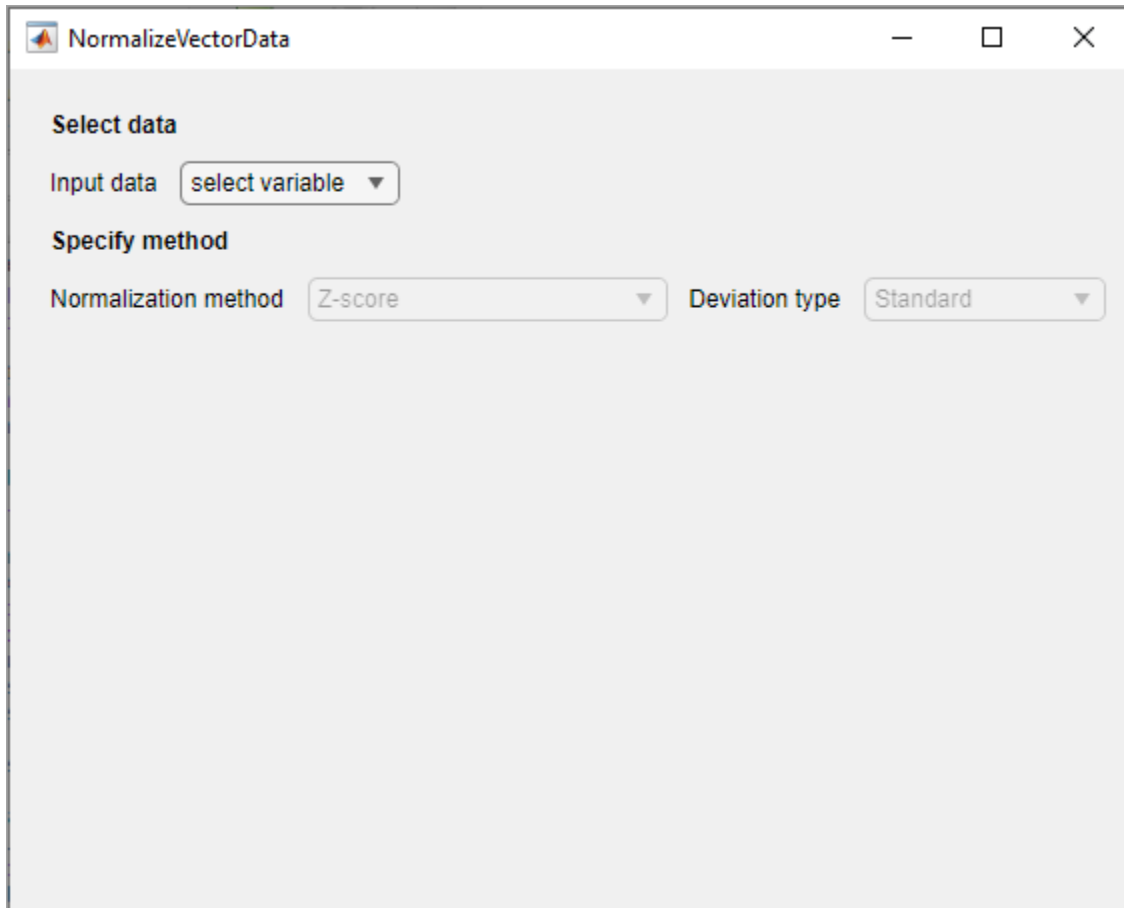 NormalizeVectorData
Select data
Input data select variable
Specify method
Normalization method Z-score Deviation type Standard